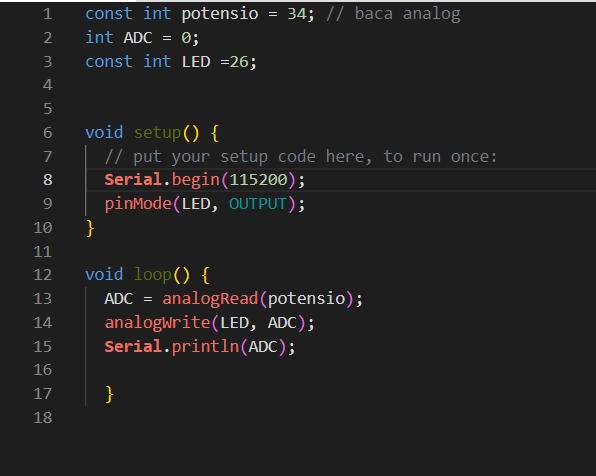 1 const int potensio = 34; // baca analog
2 int ADC = 0;
3 const int LED =26;
4
5
6 void setup() {
7   // put your setup code here, to run once:
8   Serial.begin(115200);
9   pinMode(LED, OUTPUT);
10 }
11
12 void loop() {
13   ADC = analogRead(potensio);
14   analogWrite(LED, ADC);
15   Serial.println(ADC);
16
17   }
18